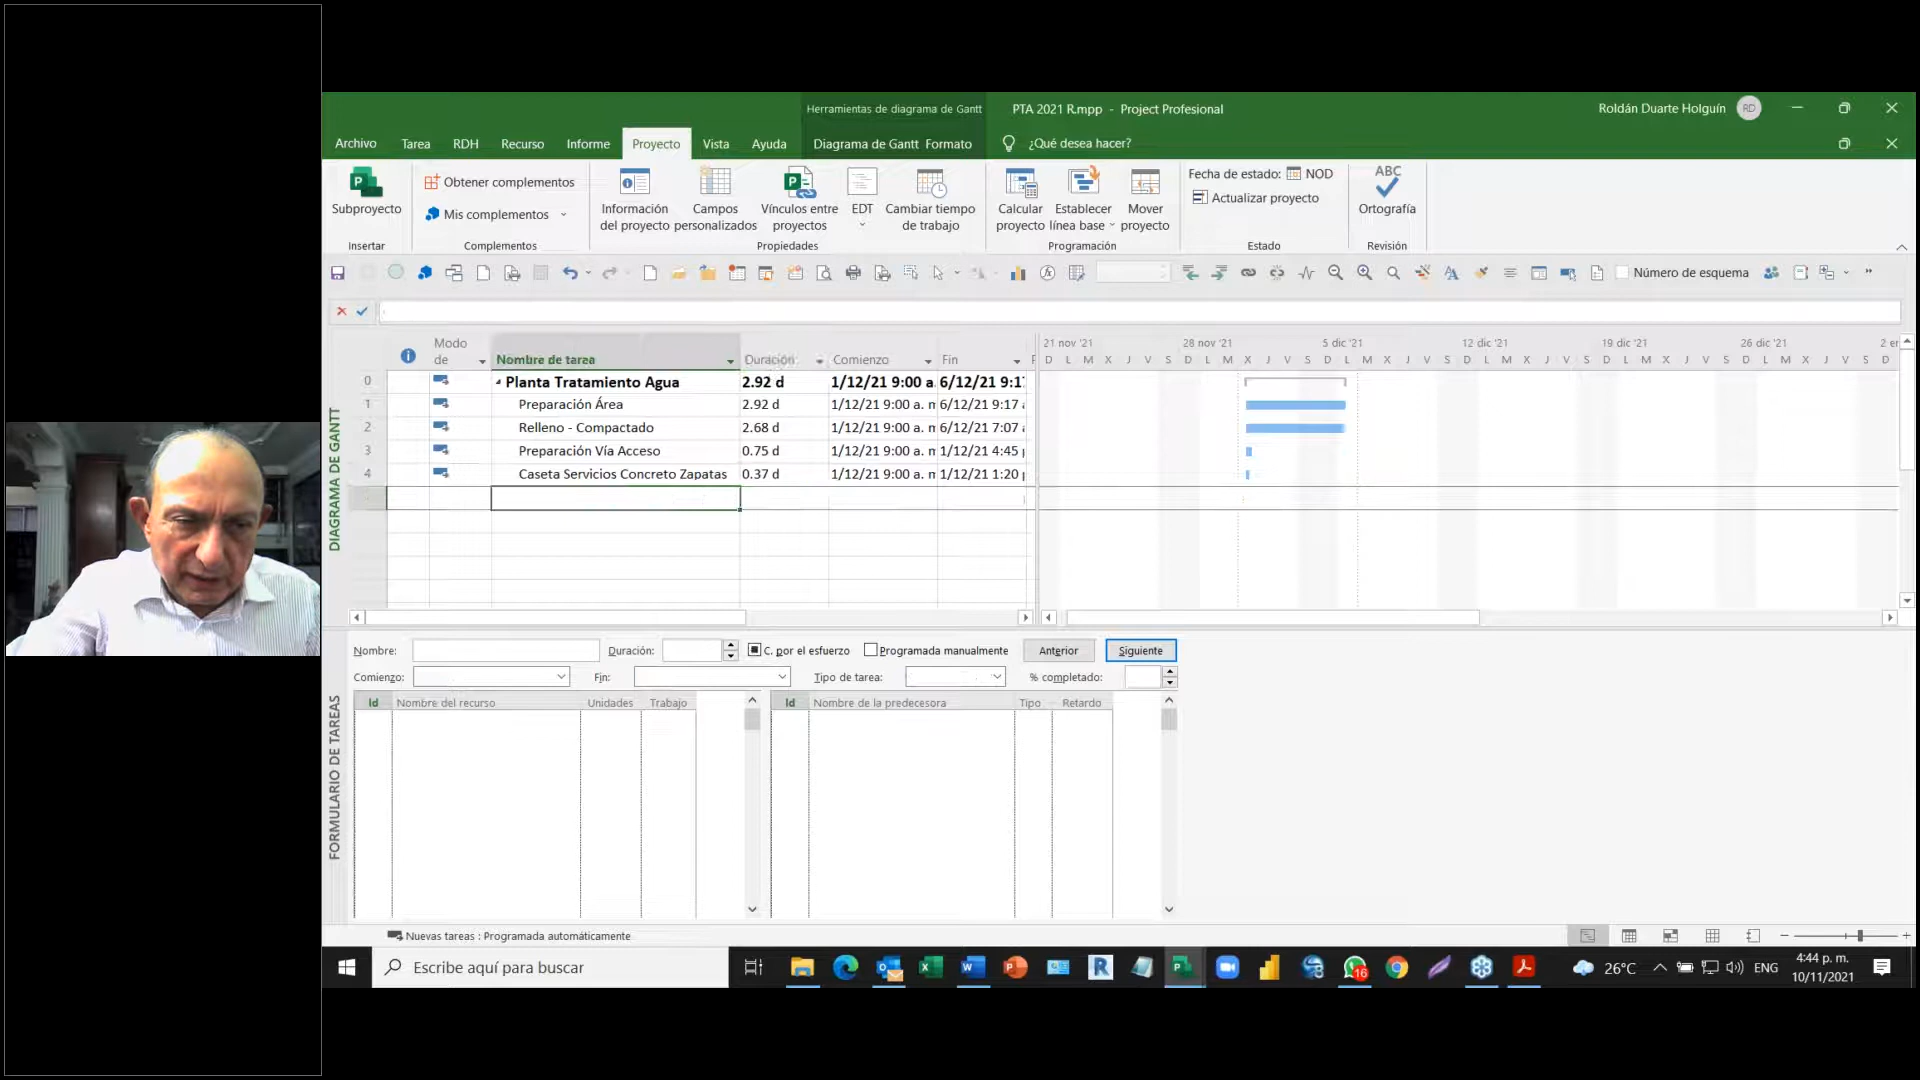 Herramientas de diagrama de Gantt
PTA 2021 R.mpp - Project Profesional
Roldán Duarte Holguín
RD
Archivo
Tarea
RDH
Recurso
Informe
Proyecto
Vista
Ayuda
Diagrama de Gantt Formato
¿Qué desea hacer?
Subproyecto
Insertar
Obtener complementos
Mis complementos
Complementos
Información del proyecto
Campos personalizados
Vínculos entre proyectos
EDT
Cambiar tiempo de trabajo
Propiedades
Calcular proyecto
Establecer línea base
Mover proyecto
Programación
Fecha de estado: NOD
Actualizar proyecto
Estado
ABC
Ortografía
Revisión
Número de esquema
DIAGRAMA DE GANTT
Modo de
Nombre de tarea
Duración
Comienzo
Fin
21 nov '21 28 nov '21 5 dic '21 12 dic '21 19 dic '21 26 dic '21
D L M X J V S D L M X J V S D L M X J V S D L M X J V S D L M X J V S D L M X J V S D
0 Planta Tratamiento Agua 2.92 d 1/12/21 9:00 a. 6/12/21 9:17
1 Preparación Área 2.92 d 1/12/21 9:00 a. m 6/12/21 9:17
2 Relleno - Compactado 2.68 d 1/12/21 9:00 a. m 6/12/21 7:07
3 Preparación Vía Acceso 0.75 d 1/12/21 9:00 a. m 1/12/21 4:45
4 Caseta Servicios Concreto Zapatas 0.37 d 1/12/21 9:00 a. m 1/12/21 1:20
FORMULARIO DE TAREAS
Nombre:
Duración:
C. por el esfuerzo
Programada manualmente
Anterior
Siguiente
Comienzo:
Fin:
Tipo de tarea:
% completado:
Id Nombre del recurso Unidades Trabajo
Id Nombre de la predecesora Tipo Retardo
Nuevas tareas : Programada automáticamente
Escribe aquí para buscar
16
26°C
ENG
4:44 p. m.
10/11/2021